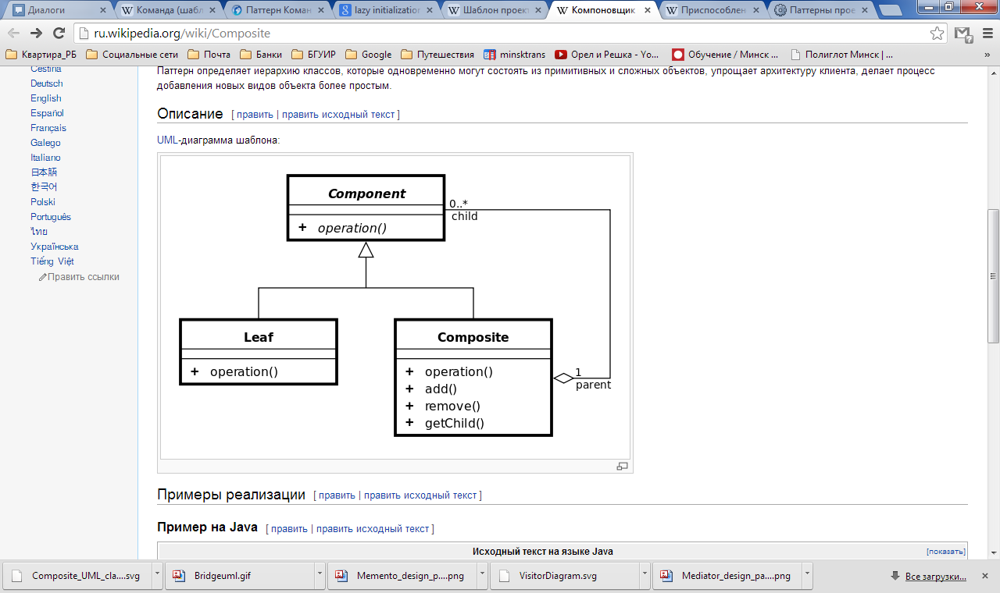 Диалоги
Команда (шабл
Паттерн Коман
lazy initialization
Шаблон проект
Компоновщик
Приспособлен
Паттерны прое
ru.wikipedia.org/wiki/Composite
Квартира_РБ
Социальные сети
Почта
Банки
БГУИР
Google
Путешествия
minsktrans
Орел и Решка - Yo...
Обучение / Минск ...
Полиглот Минск | ...
»
Čeština
Deutsch
English
Español
Français
Galego
Italiano
日本語
한국어
Polski
Português
ไทย
Українська
Tiếng Việt
Править ссылки
Паттерн определяет иерархию классов, которые одновременно могут состоять из примитивных и сложных объектов, упрощает архитектуру клиента, делает процесс
добавления новых видов объекта более простым.
Описание [ править | править исходный текст ]
UML-диаграмма шаблона:
Component
+ operation()
0..*
child
Leaf
+ operation()
Composite
+ operation()
+ add()
+ remove()
+ getChild()
1
parent
Примеры реализации [ править | править исходный текст ]
Пример на Java [ править | править исходный текст ]
Исходный текст на языке Java [показать]
Composite_UML_cla....svg
Bridgeuml.gif
Memento_design_p....png
VisitorDiagram.svg
Mediator_design_pa....png
Все загрузки...